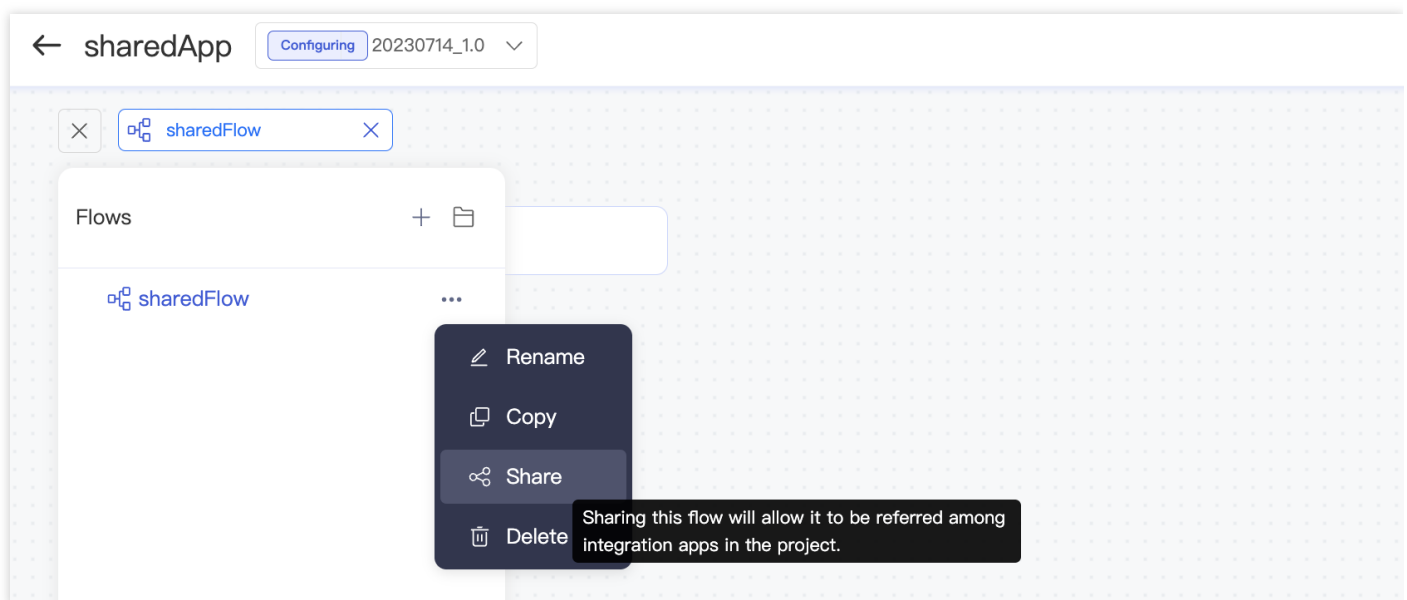 sharedApp
Configuring 20230714_1.0
sharedFlow
Flows
sharedFlow
Rename
Copy
Share
Delete
Sharing this flow will allow it to be referred among
integration apps in the project.